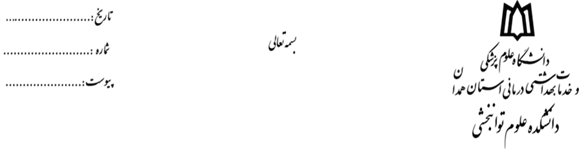 دانشگاه علوم پزشکی
و خدمات بهداشتی درمانی استان همدان
دانشکده علوم توانبخشی
بسمه تعالی
تاریخ:........................
شماره :..........................
پیوست:.......................